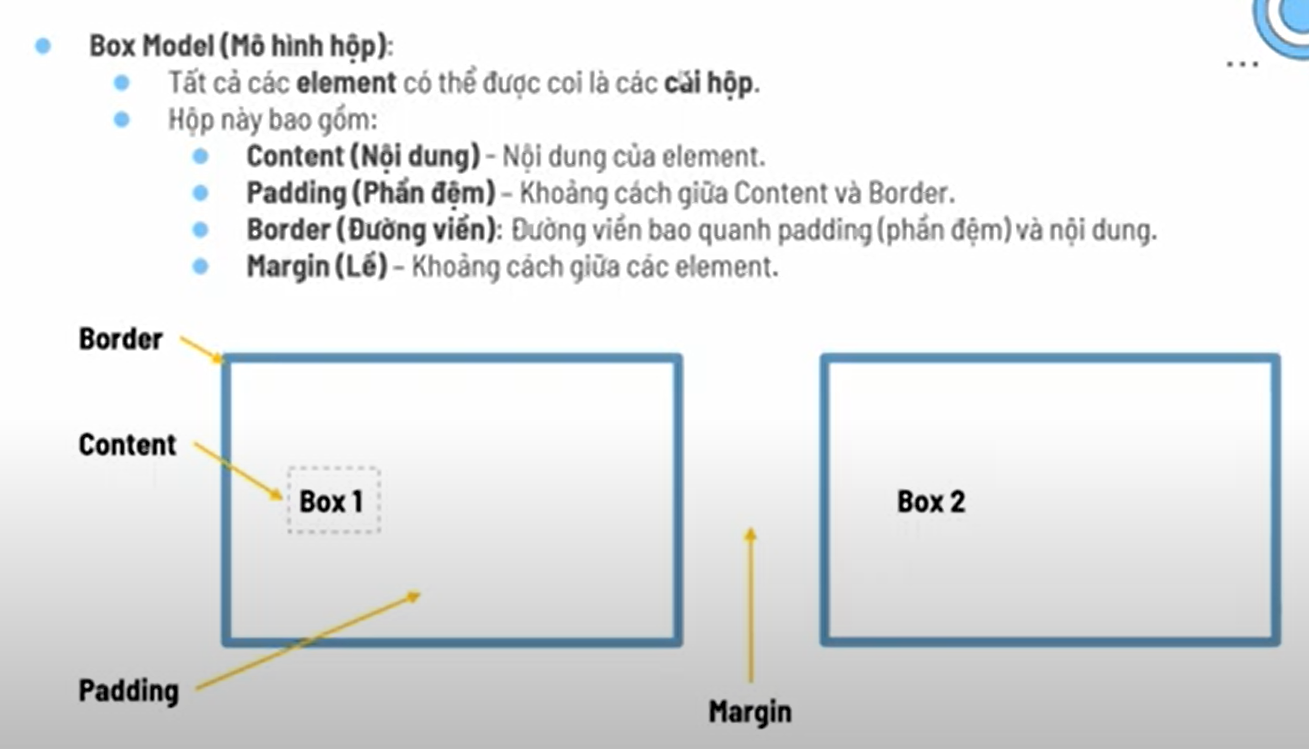 Box Model (Mô hình hộp):
Tất cả các element có thể được coi là các cái hộp.
Hộp này bao gồm:
Content (Nội dung) - Nội dung của element.
Padding (Phần đệm) – Khoảng cách giữa Content và Border.
Border (Đường viền): Đường viền bao quanh padding (phần đệm) và nội dung.
Margin (Lề) – Khoảng cách giữa các element.
Border
Content
Box 1
Box 2
Padding
Margin